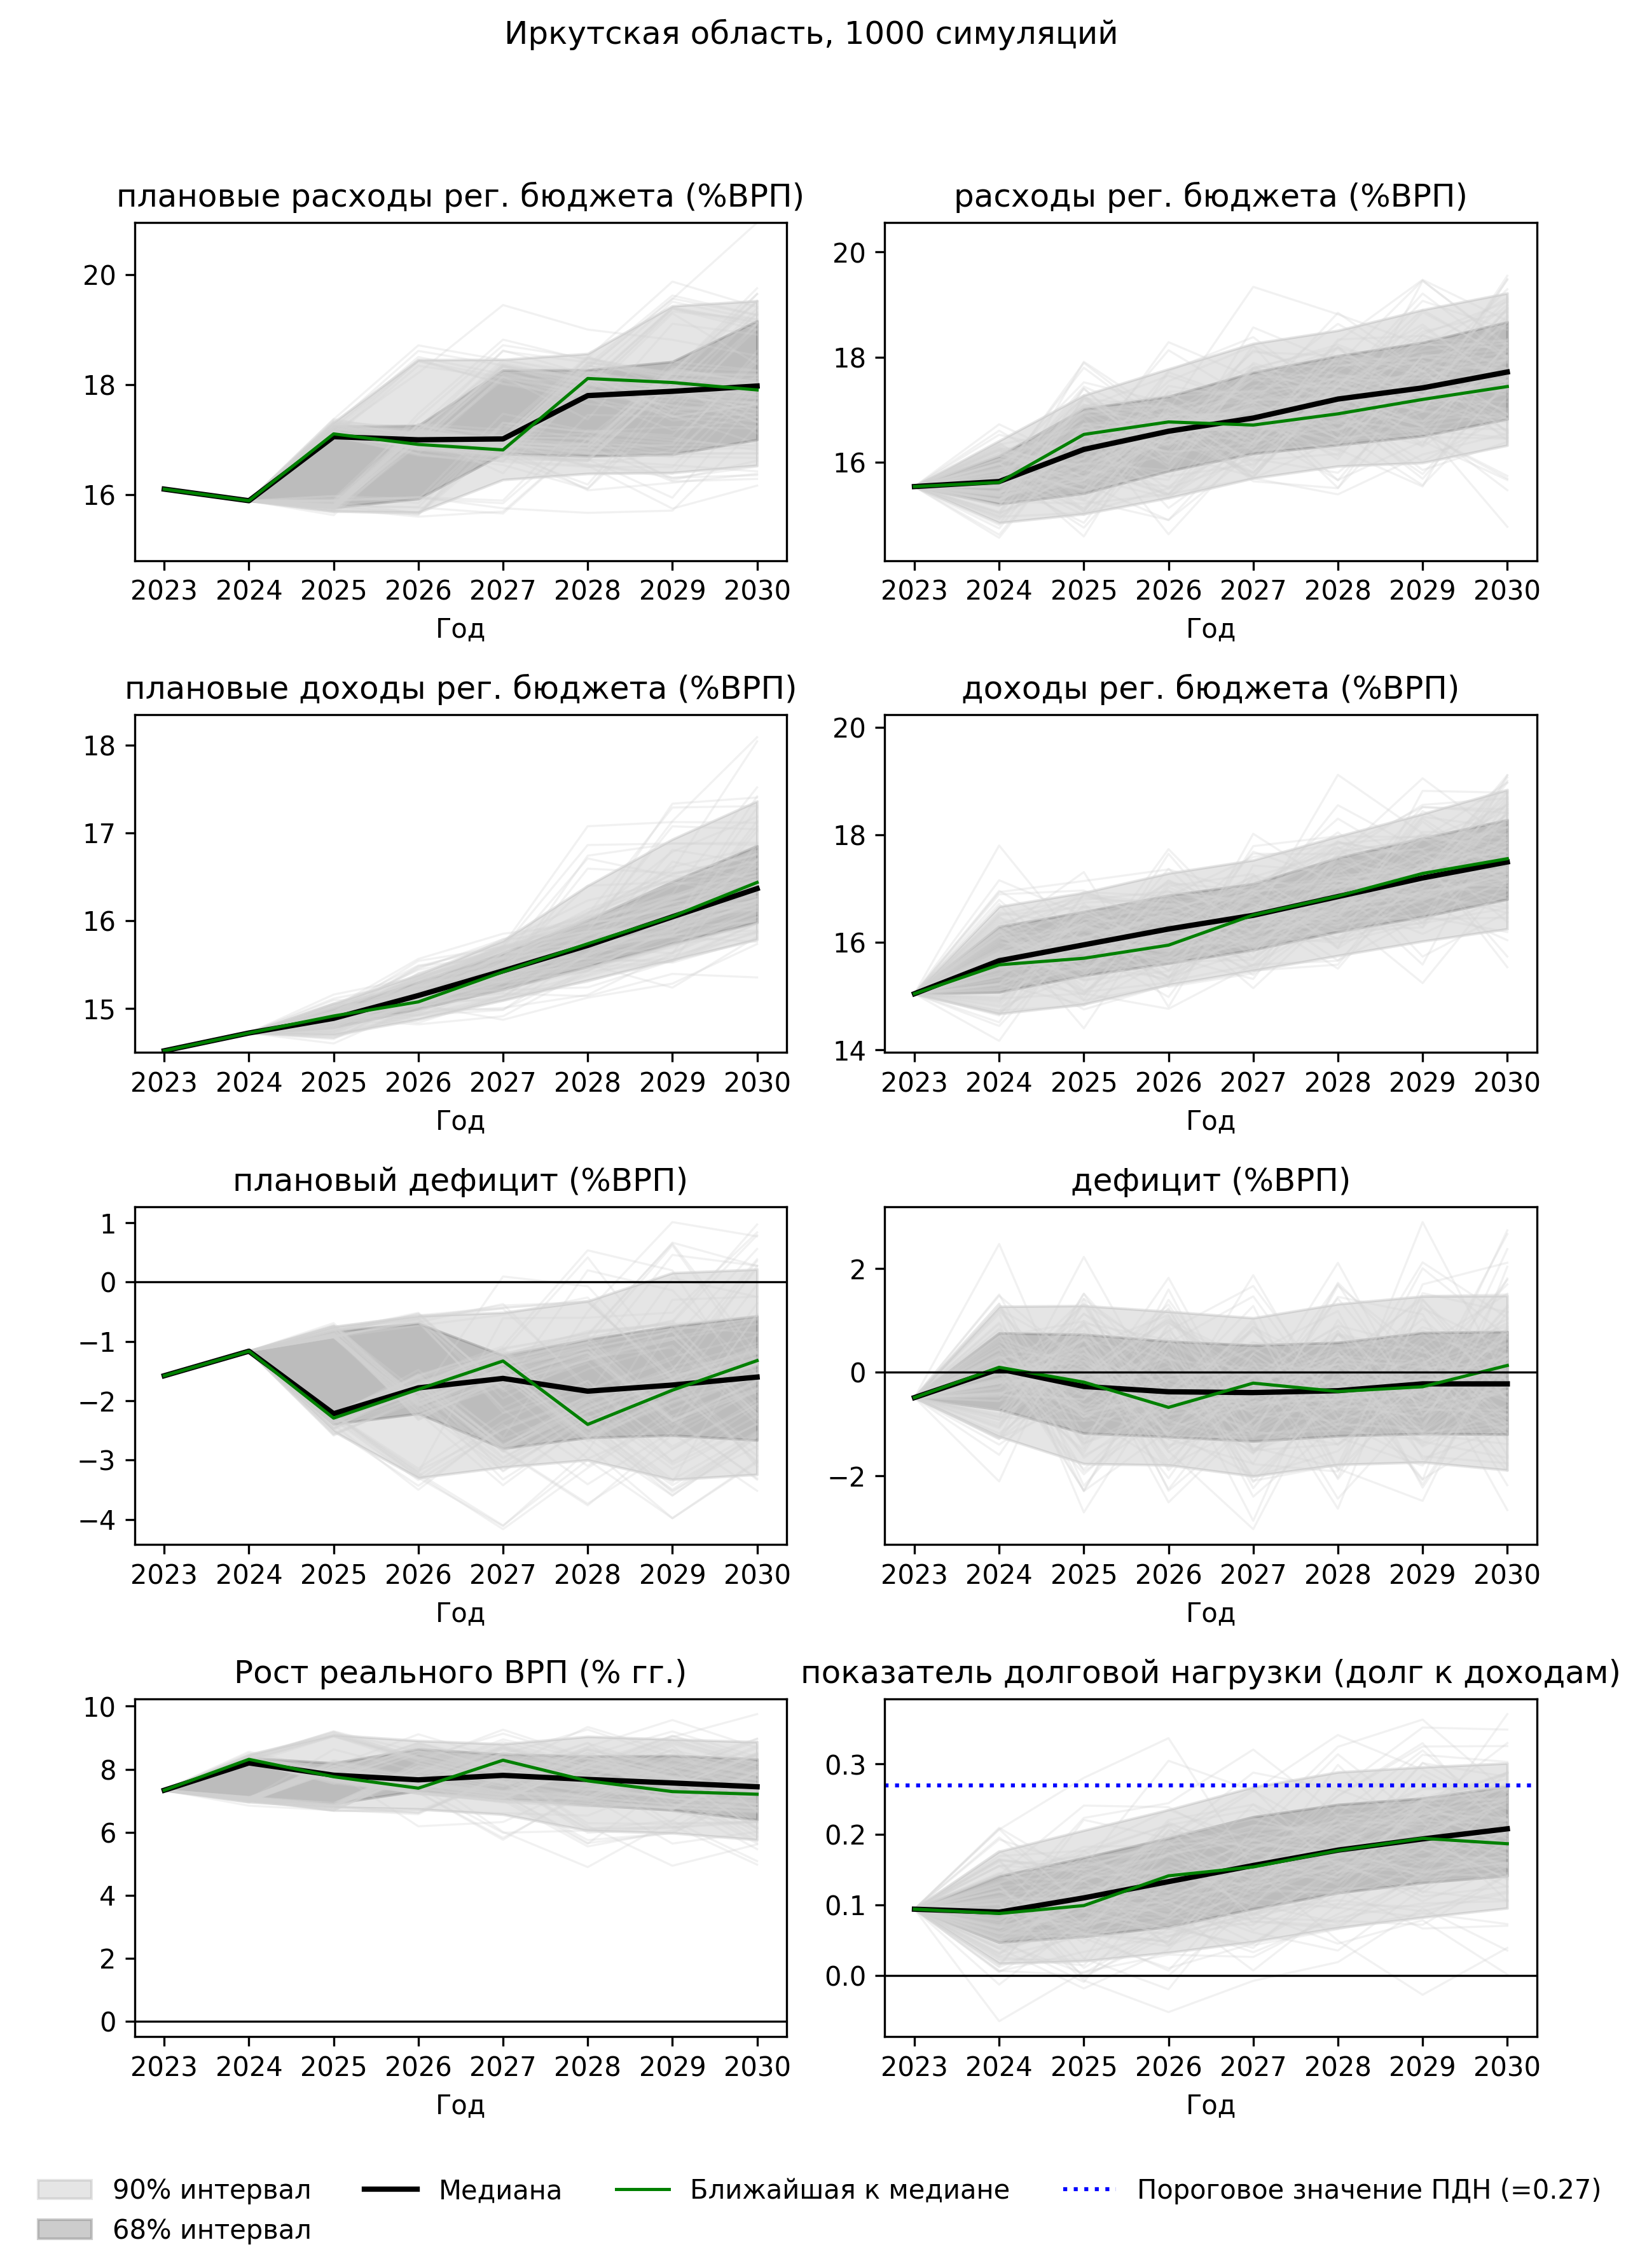 Иркутская область, 1000 симуляций
плановые расходы рег. бюджета (%ВРП)
20
18
16
2023 2024 2025 2026 2027 2028 2029 2030
Год
расходы рег. бюджета (%ВРП)
20
18
16
2023 2024 2025 2026 2027 2028 2029 2030
Год
плановые доходы рег. бюджета (%ВРП)
18
17
16
15
2023 2024 2025 2026 2027 2028 2029 2030
Год
доходы рег. бюджета (%ВРП)
20
18
16
14
2023 2024 2025 2026 2027 2028 2029 2030
Год
плановый дефицит (%ВРП)
1
0
−1
−2
−3
−4
2023 2024 2025 2026 2027 2028 2029 2030
Год
дефицит (%ВРП)
2
0
−2
2023 2024 2025 2026 2027 2028 2029 2030
Год
Рост реального ВРП (% гг.)
10
8
6
4
2
0
2023 2024 2025 2026 2027 2028 2029 2030
Год
показатель долговой нагрузки (долг к доходам)
0.3
0.2
0.1
0.0
2023 2024 2025 2026 2027 2028 2029 2030
Год
90% интервал
68% интервал
Медиана
Ближайшая к медиане
Пороговое значение ПДН (=0.27)